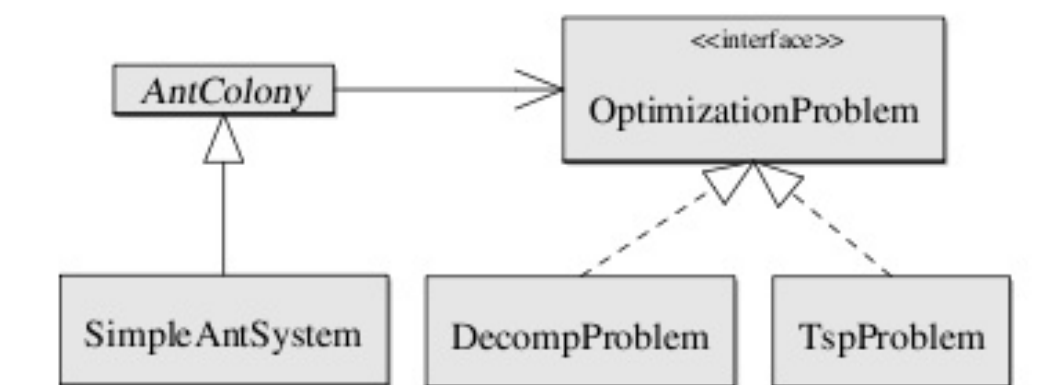 <<interface>>
AntColony
OptimizationProblem
SimpleAntSystem
DecompProblem
TspProblem